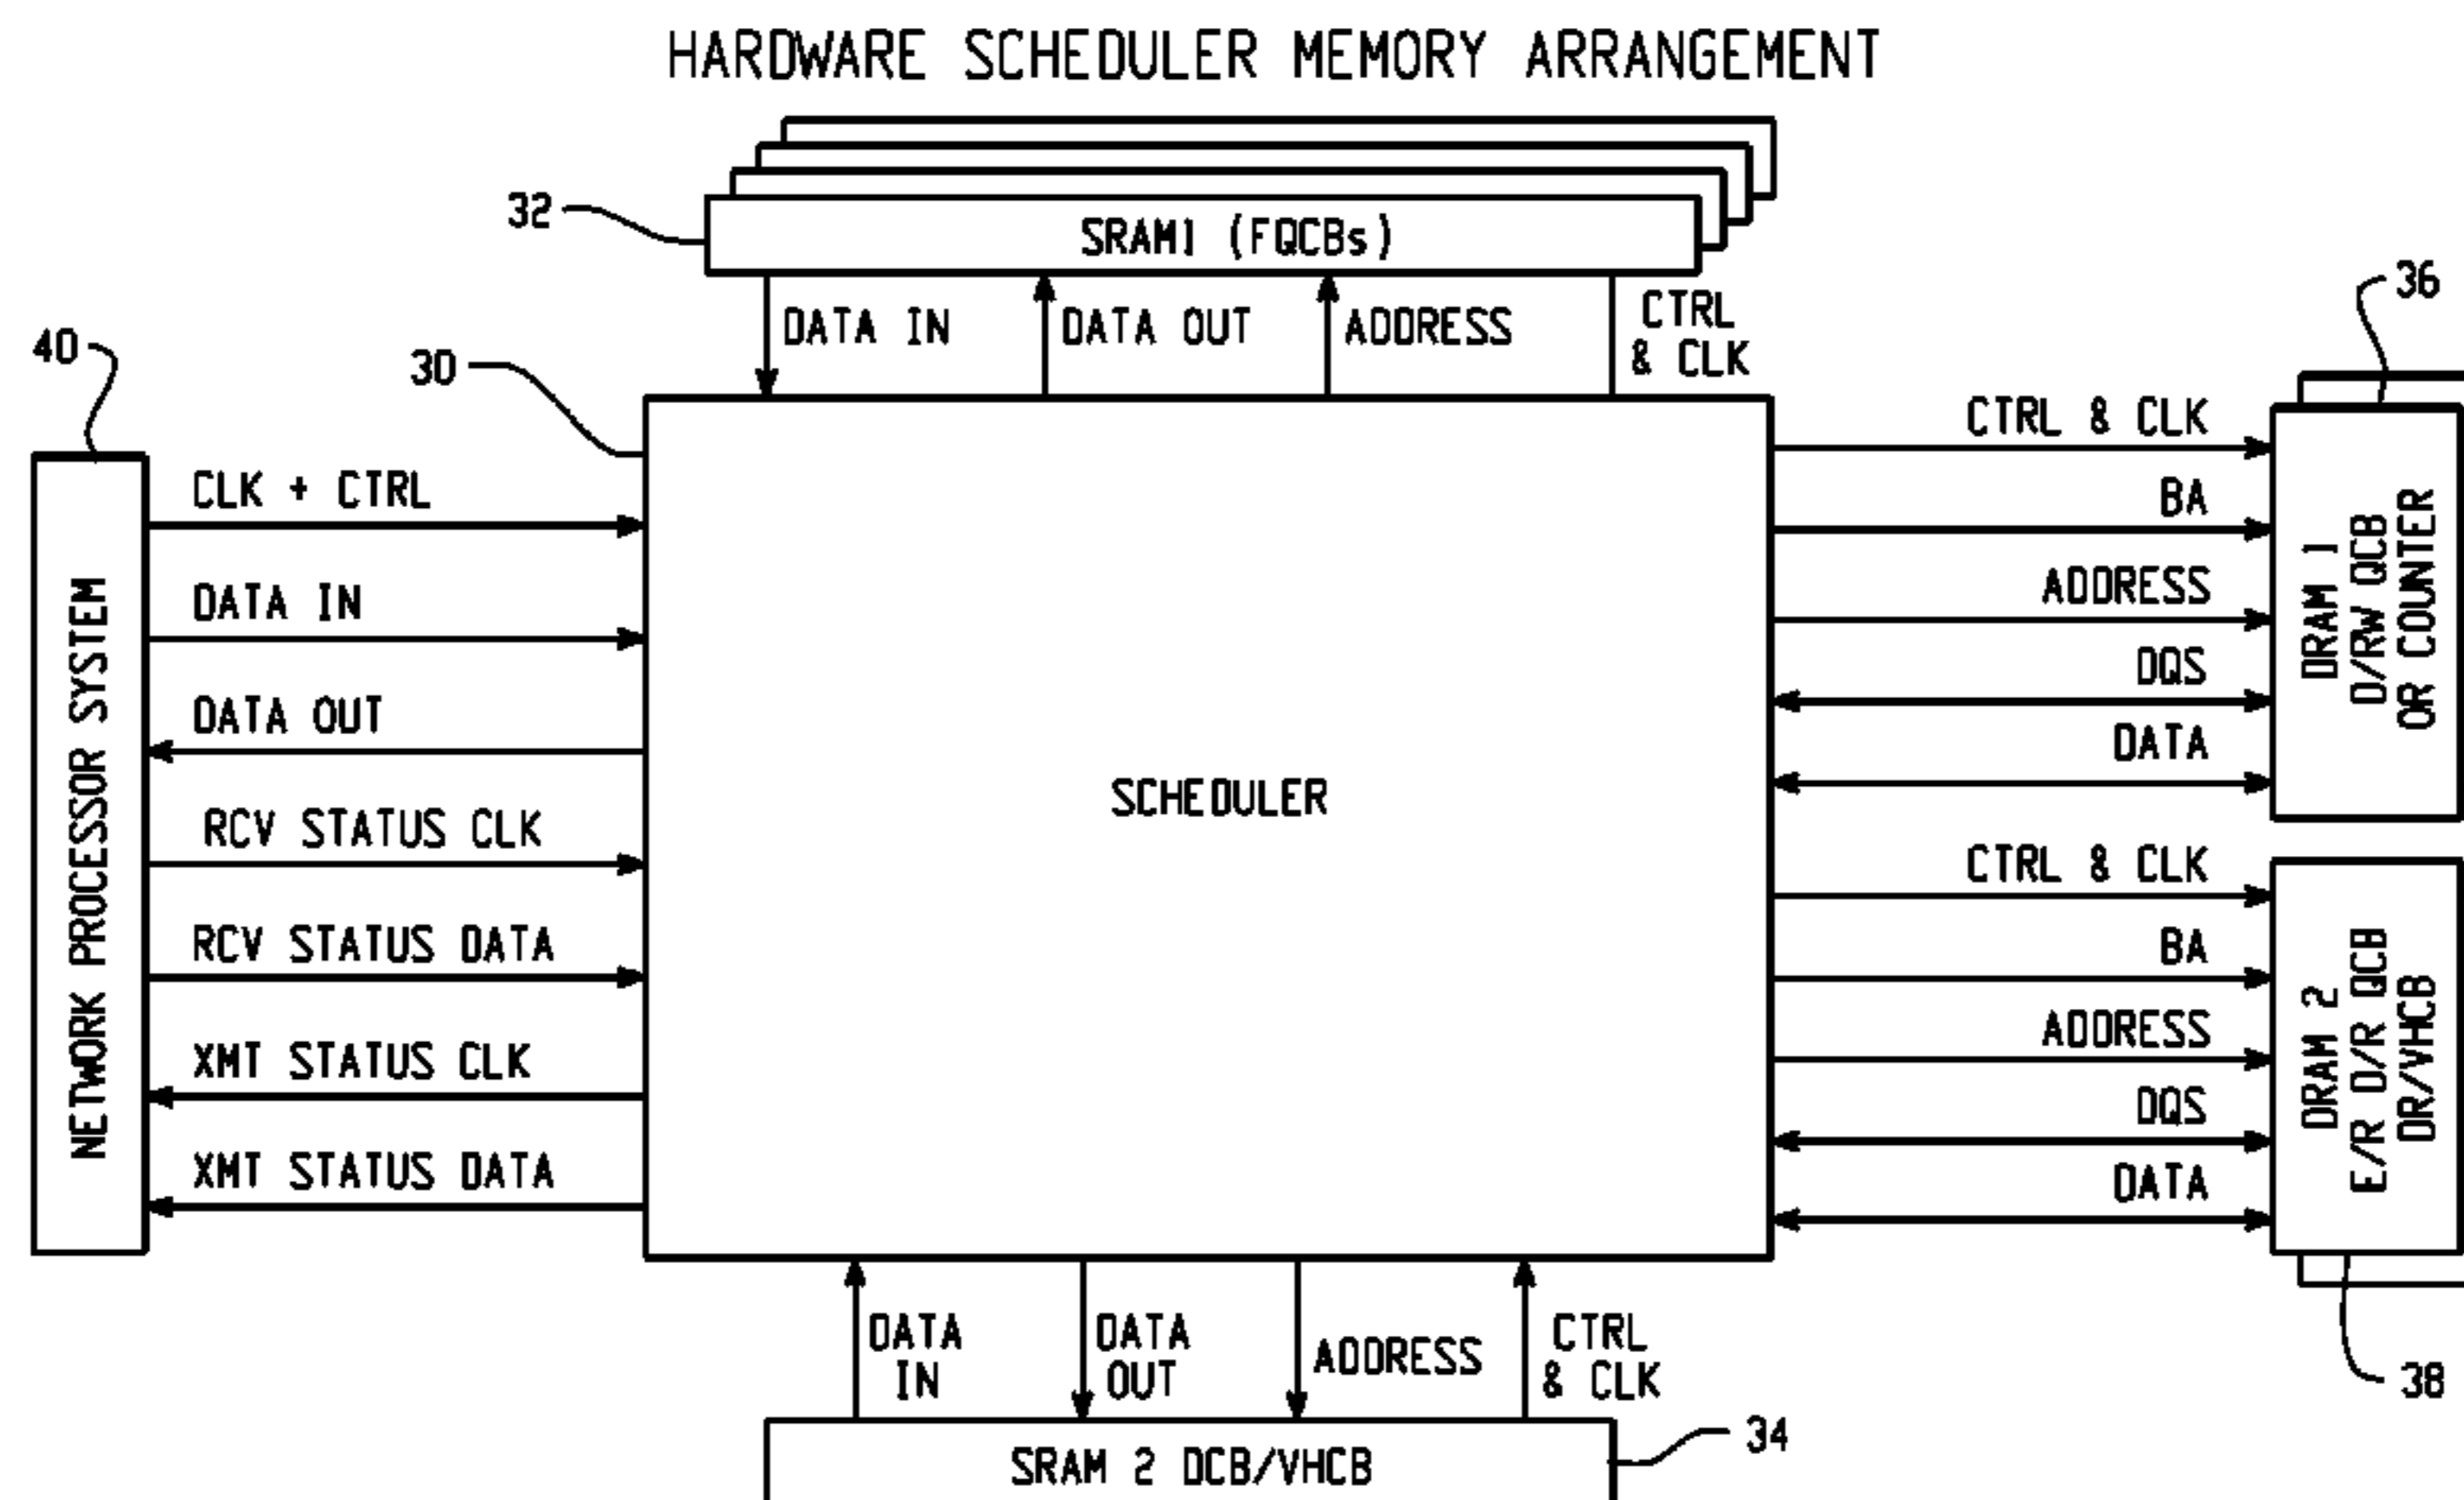 HARDWARE SCHEDULER MEMORY ARRANGEMENT
32
SRAM1 (FQCBs)
DATA IN
DATA OUT
ADDRESS
CTRL
& CLK
36
40
30
CLK + CTRL
DATA IN
DATA OUT
RCV STATUS CLK
RCV STATUS DATA
XMT STATUS CLK
XMT STATUS DATA
NETWORK PROCESSOR SYSTEM
SCHEDULER
CTRL & CLK
BA
ADDRESS
DQS
DATA
DRAM 1
D/RW QCB
OR COUNTER
CTRL & CLK
BA
ADDRESS
DQS
DATA
DRAM 2
E/R D/R QCB
DR/VHCB
38
DATA
IN
DATA
OUT
ADDRESS
CTRL
& CLK
34
SRAM 2 DCB/VHCB